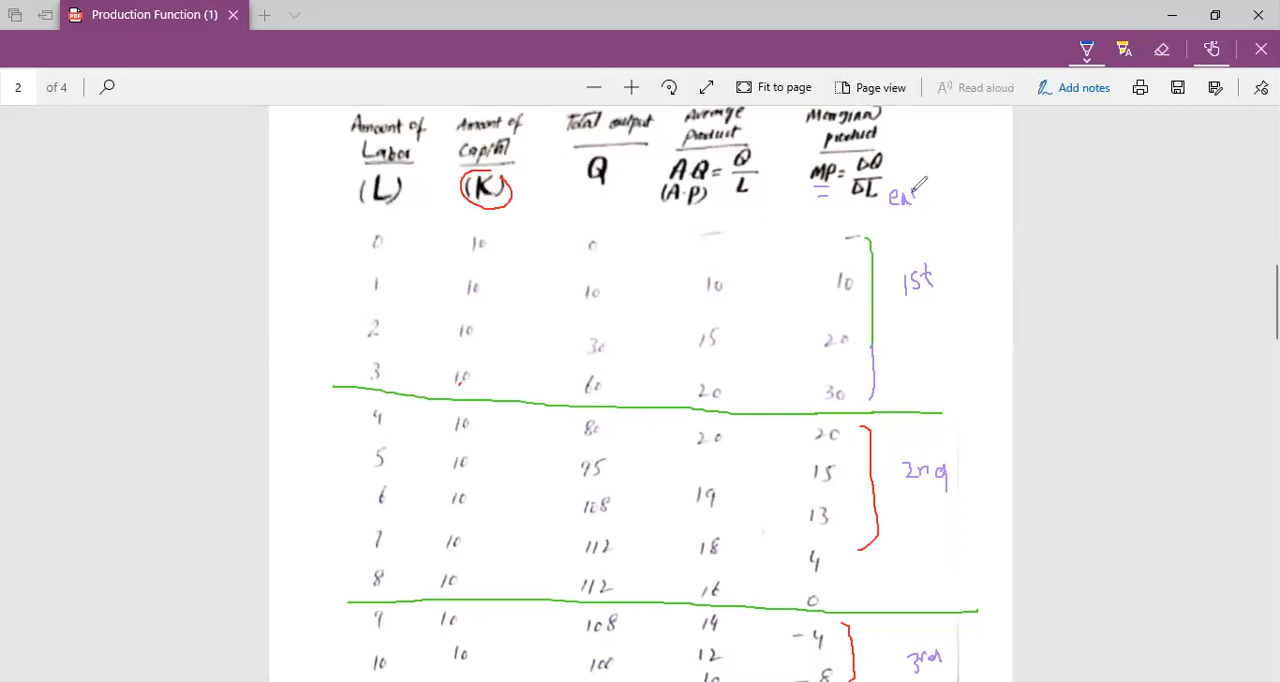 Production Function (1)
2 of 4 Fit to page Page view Read aloud Add notes
Amount of Labor (L) Amount of Capital (K) Total output Q Average Product AQ = Q/L (A.P) Marginal product MP = DQ/DL
0 10 0 — —
1 10 10 10 10 1st
2 10 30 15 20
3 10 60 20 30
4 10 80 20 20
5 10 95 15 2nd
6 10 108 19 13
7 10 112 18 4
8 10 112 16 0
9 10 108 14 -4
10 10 100 12 -8 3rd
10